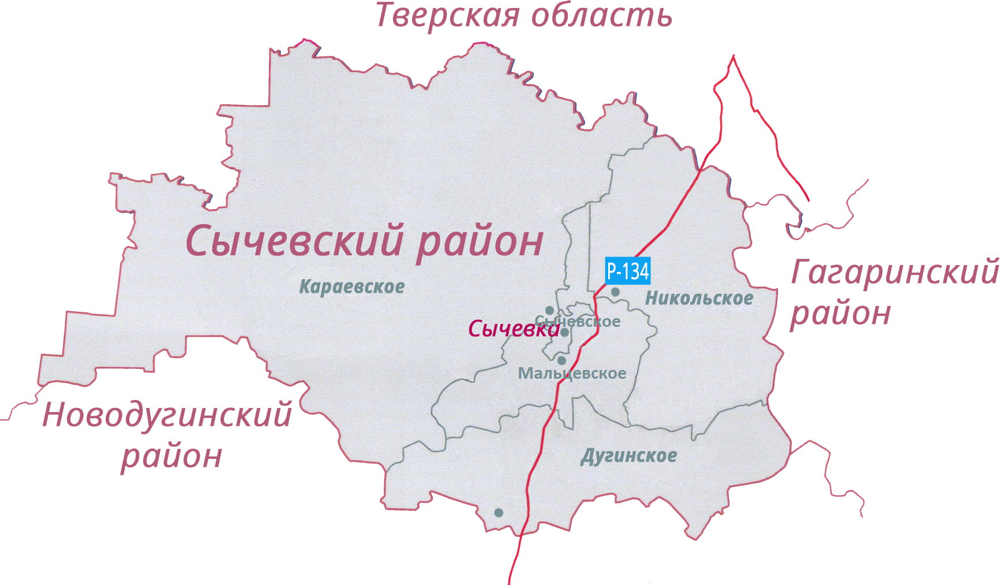 Тверская область
Сычевский район
Р-134
Гагаринский
район
Караевское
Никольское
Сычевское
Сычевка
Мальцевское
Новодугинский
район
Дугинское